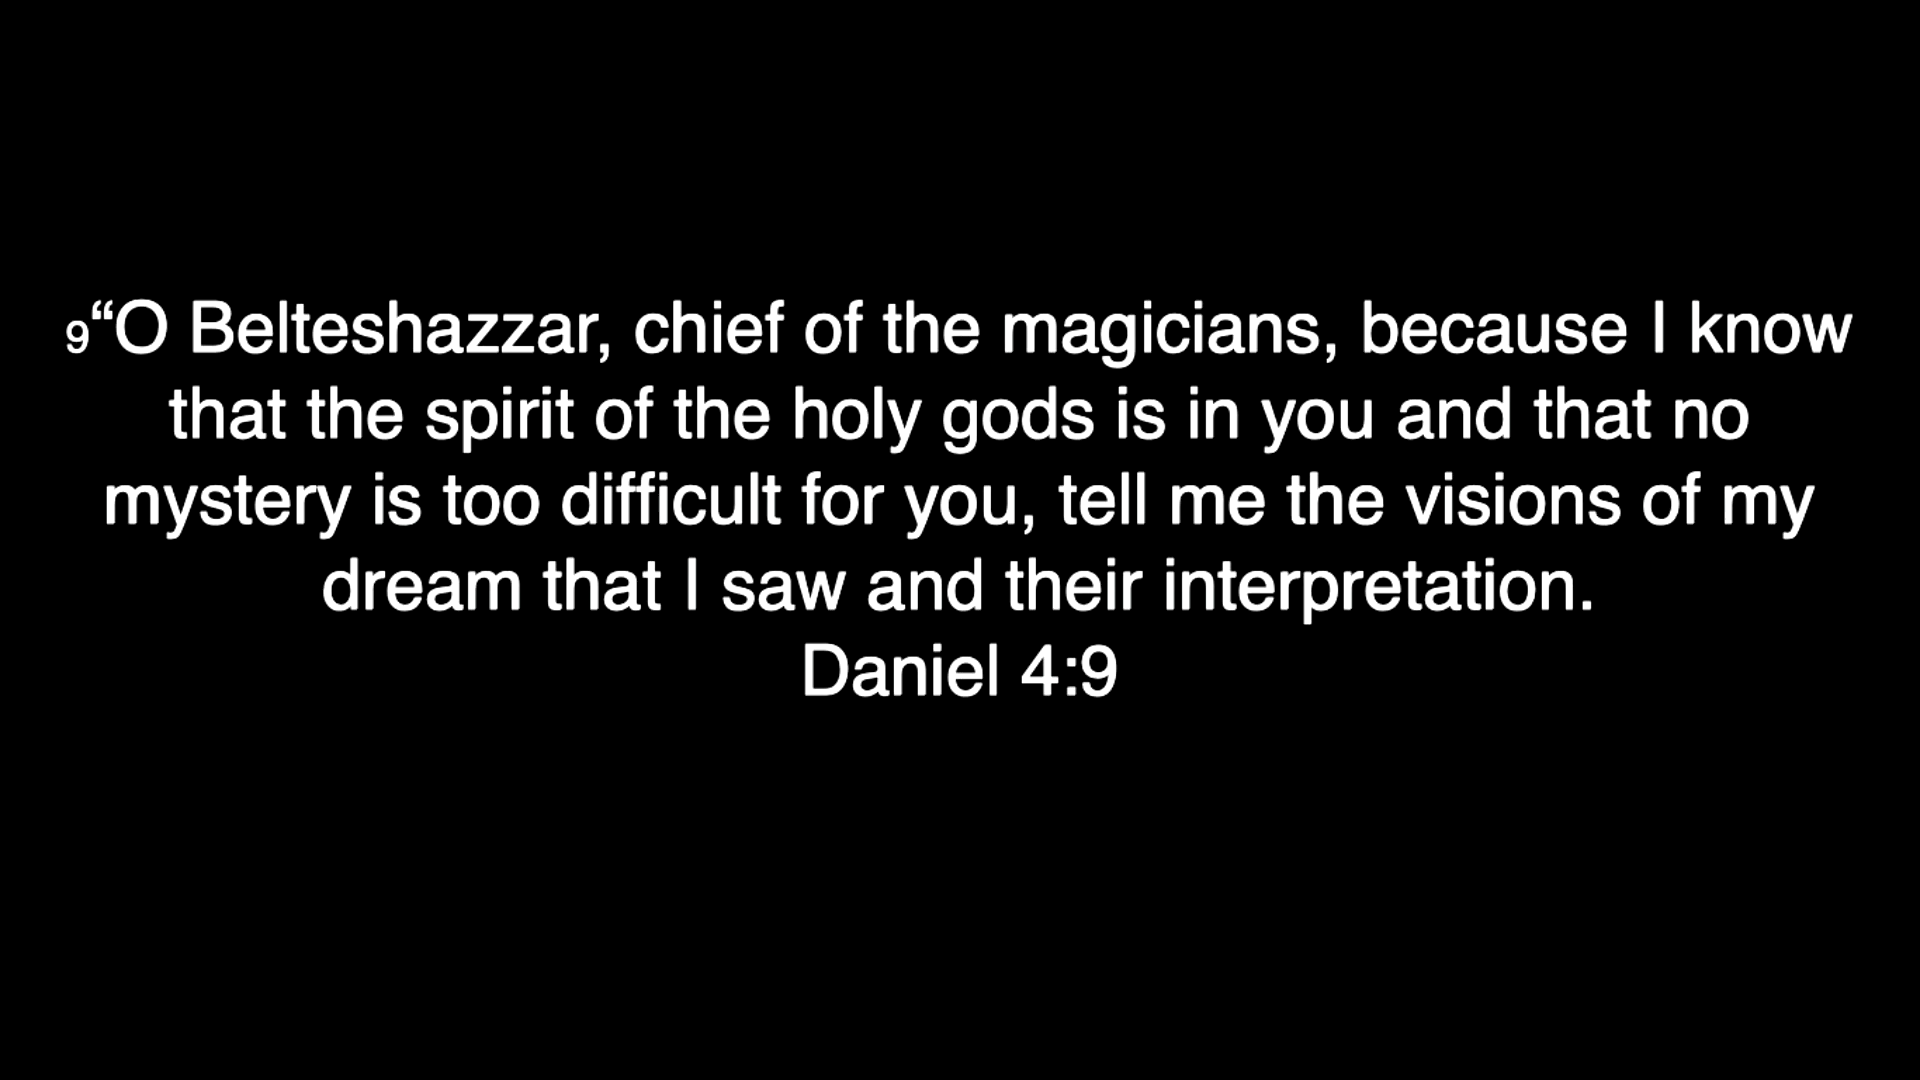 9“O Belteshazzar, chief of the magicians, because I know
that the spirit of the holy gods is in you and that no
mystery is too difficult for you, tell me the visions of my
dream that I saw and their interpretation.
Daniel 4:9